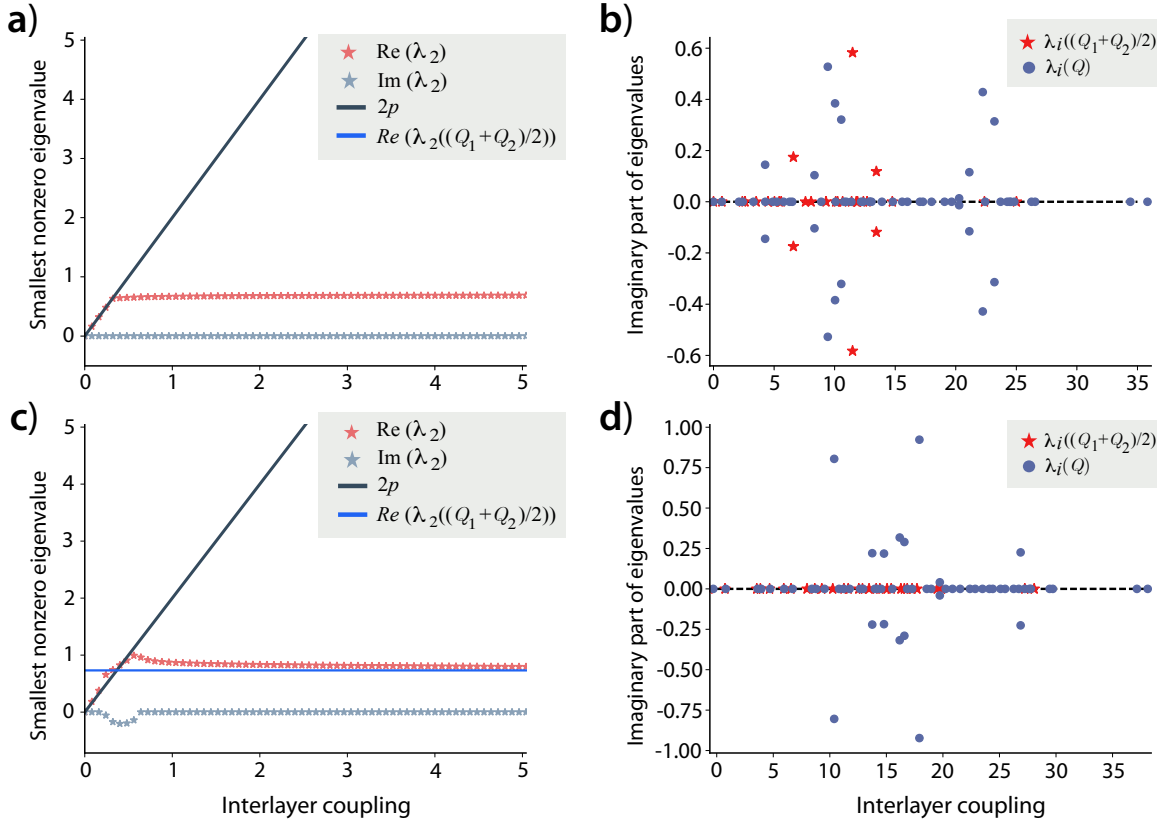 a)
Smallest nonzero eigenvalue
5
4
3
2
1
0
0 1 2 3 4 5
Re (λ2)
Im (λ2)
2p
Re (λ2((Q1+Q2)/2))
b)
Imaginary part of eigenvalues
0.6
0.4
0.2
0.0
-0.2
-0.4
-0.6
0 5 10 15 20 25 30 35
λi((Q1+Q2)/2)
λi(Q)
c)
Smallest nonzero eigenvalue
5
4
3
2
1
0
0 1 2 3 4 5
Interlayer coupling
Re (λ2)
Im (λ2)
2p
Re (λ2((Q1+Q2)/2))
d)
Imaginary part of eigenvalues
1.00
0.75
0.50
0.25
0.00
-0.25
-0.50
-0.75
-1.00
0 5 10 15 20 25 30 35
Interlayer coupling
λi((Q1+Q2)/2)
λi(Q)